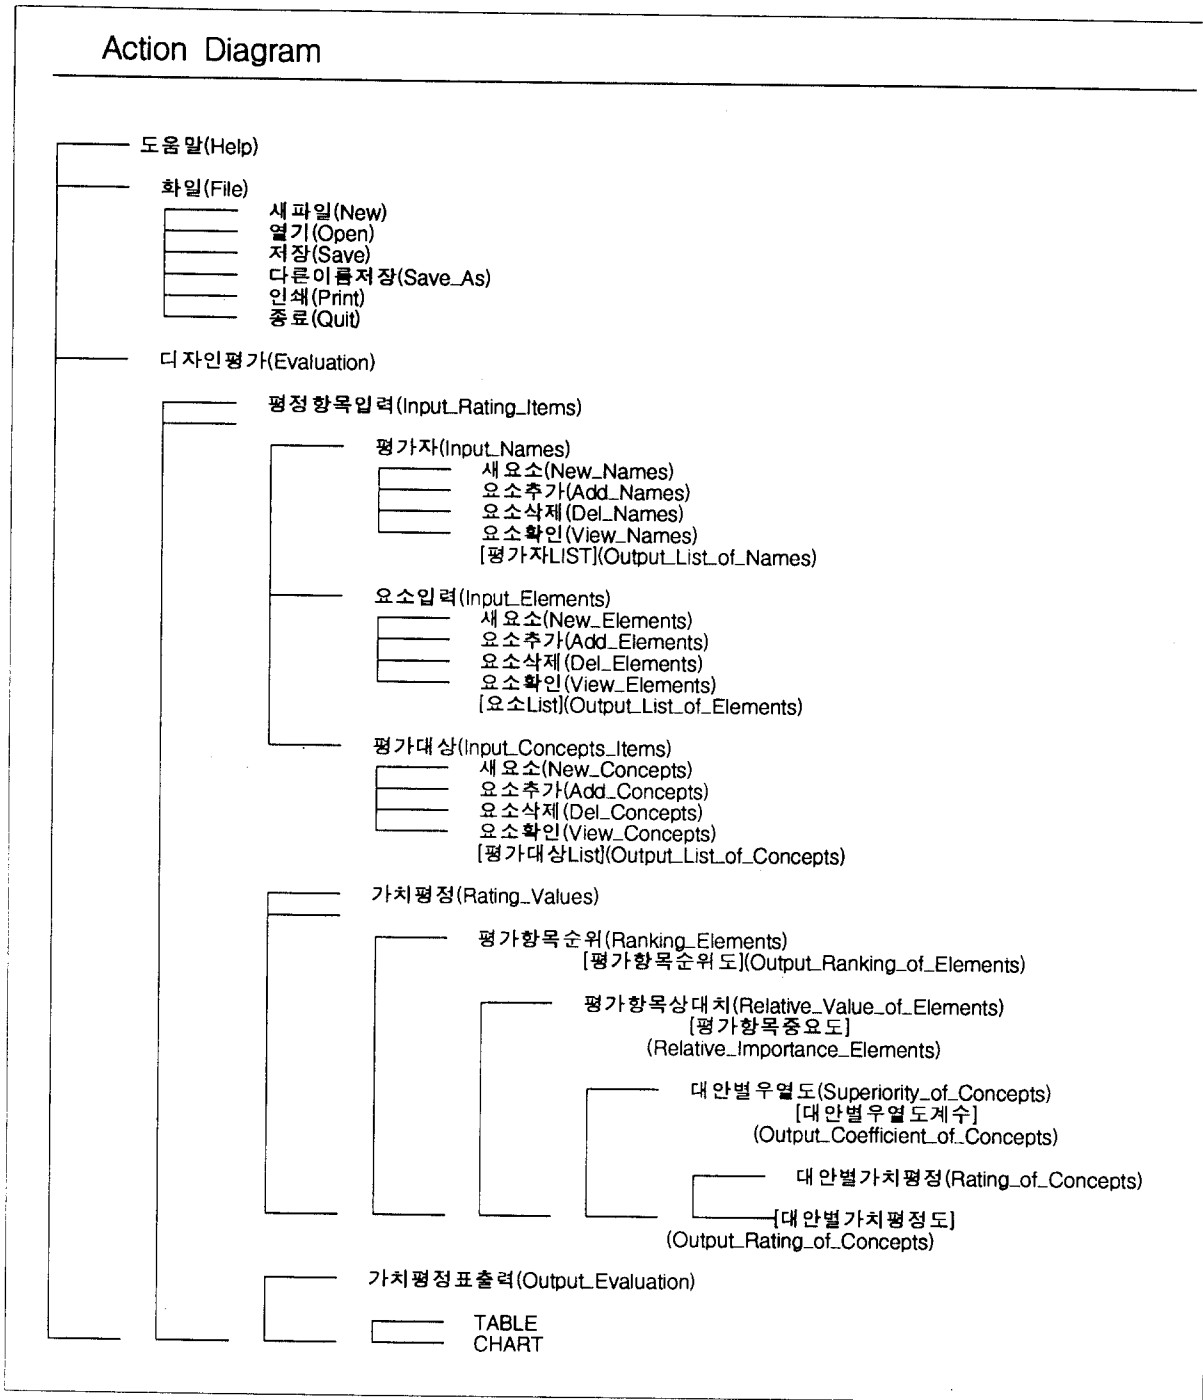 Action Diagram
도움말(Help)
화일(File)
새파일(New)
열기(Open)
저장(Save)
다른이름저장(Save_As)
인쇄(Print)
종료(Quit)
디자인평가(Evaluation)
평정항목입력(Input_Rating_Items)
평가자(Input_Names)
새요소(New_Names)
요소추가(Add_Names)
요소삭제(Del_Names)
요소확인(View_Names)
[평가자LIST](Output_List_of_Names)
요소입력(Input_Elements)
새요소(New_Elements)
요소추가(Add_Elements)
요소삭제(Del_Elements)
요소확인(View_Elements)
[요소List](Output_List_of_Elements)
평가대상(Input_Concepts_Items)
새요소(New_Concepts)
요소추가(Add_Concepts)
요소삭제(Del_Concepts)
요소확인(View_Concepts)
[평가대상List](Output_List_of_Concepts)
가치평정(Rating_Values)
평가항목순위(Ranking_Elements)
[평가항목순위도](Output_Ranking_of_Elements)
평가항목상대치(Relative_Value_of_Elements)
[평가항목중요도]
(Relative_Importance_Elements)
대안별우열도(Superiority_of_Concepts)
[대안별우열도계수]
(Output_Coefficient_of_Concepts)
대안별가치평정(Rating_of_Concepts)
[대안별가치평정도]
(Output_Rating_of_Concepts)
가치평정표출력(Output_Evaluation)
TABLE
CHART